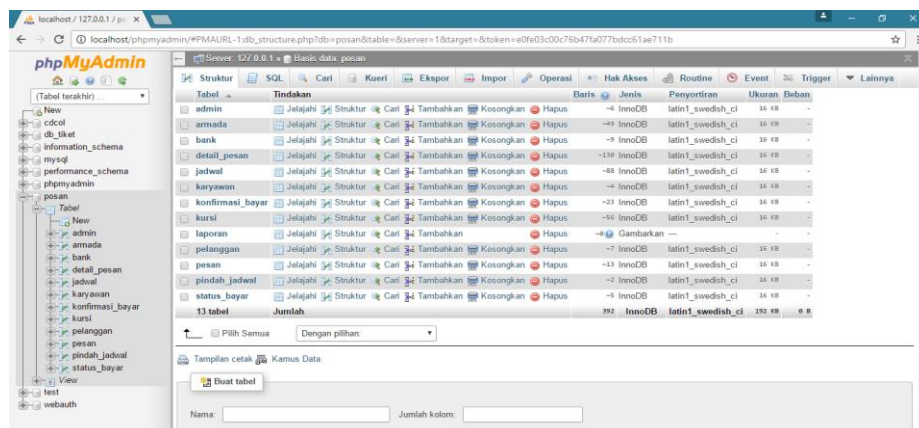 localhost / 127.0.0.1 / po
localhost/phpmyadmin/#PMAURL-1:db_structure.php?db=posan&table=&server=1&target=&token=e0fe03c00c76b47fa077bdcc61ae711b
phpMyAdmin
(Tabel terakhir) ...
New
cdcol
db_tiket
information_schema
mysql
performance_schema
phpmyadmin
posan
Tabel
New
admin
armada
bank
detail_pesan
jadwal
karyawan
konfirmasi_bayar
kursi
pelanggan
pesan
pindah_jadwal
status_bayar
View
test
webauth
Server: 127.0.0.1 » Basis data: posan
Struktur SQL Cari Kueri Ekspor Impor Operasi Hak Akses Routine Event Trigger Lainnya
Tabel Tindakan Baris Jenis Penyortiran Ukuran Beban
admin Jelajahi Struktur Cari Tambahkan Kosongkan Hapus ~6 InnoDB latin1_swedish_ci 16 KB -
armada Jelajahi Struktur Cari Tambahkan Kosongkan Hapus ~49 InnoDB latin1_swedish_ci 16 KB -
bank Jelajahi Struktur Cari Tambahkan Kosongkan Hapus ~9 InnoDB latin1_swedish_ci 16 KB -
detail_pesan Jelajahi Struktur Cari Tambahkan Kosongkan Hapus ~130 InnoDB latin1_swedish_ci 16 KB -
jadwal Jelajahi Struktur Cari Tambahkan Kosongkan Hapus ~88 InnoDB latin1_swedish_ci 16 KB -
karyawan Jelajahi Struktur Cari Tambahkan Kosongkan Hapus ~4 InnoDB latin1_swedish_ci 16 KB -
konfirmasi_bayar Jelajahi Struktur Cari Tambahkan Kosongkan Hapus ~23 InnoDB latin1_swedish_ci 16 KB -
kursi Jelajahi Struktur Cari Tambahkan Kosongkan Hapus ~56 InnoDB latin1_swedish_ci 16 KB -
laporan Jelajahi Struktur Cari Tambahkan Hapus ~0 Gambarkan --- - -
pelanggan Jelajahi Struktur Cari Tambahkan Kosongkan Hapus ~7 InnoDB latin1_swedish_ci 16 KB -
pesan Jelajahi Struktur Cari Tambahkan Kosongkan Hapus ~13 InnoDB latin1_swedish_ci 16 KB -
pindah_jadwal Jelajahi Struktur Cari Tambahkan Kosongkan Hapus ~2 InnoDB latin1_swedish_ci 16 KB -
status_bayar Jelajahi Struktur Cari Tambahkan Kosongkan Hapus ~5 InnoDB latin1_swedish_ci 16 KB -
13 tabel Jumlah 392 InnoDB latin1_swedish_ci 192 KB 0 B
Pilih Semua Dengan pilihan:
Tampilan cetak Kamus Data
Buat tabel
Nama: Jumlah kolom: